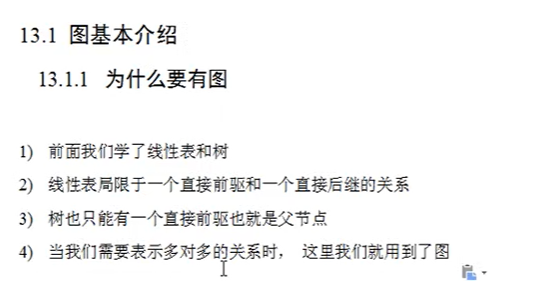 13.1 图基本介绍
13.1.1 为什么要有图
1) 前面我们学了线性表和树
2) 线性表局限于一个直接前驱和一个直接后继的关系
3) 树也只能有一个直接前驱也就是父节点
4) 当我们需要表示多对多的关系时， 这里我们就用到了图